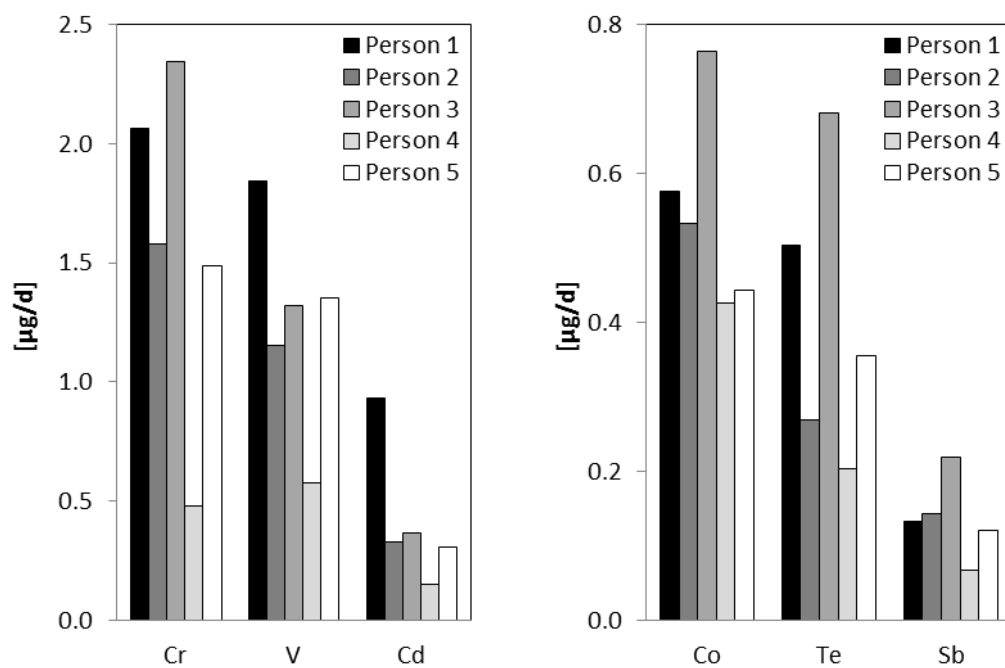 [µg/d]
2.5
2.0
1.5
1.0
0.5
0.0
Person 1
Person 2
Person 3
Person 4
Person 5
Cr V Cd
[µg/d]
0.8
0.6
0.4
0.2
0.0
Person 1
Person 2
Person 3
Person 4
Person 5
Co Te Sb